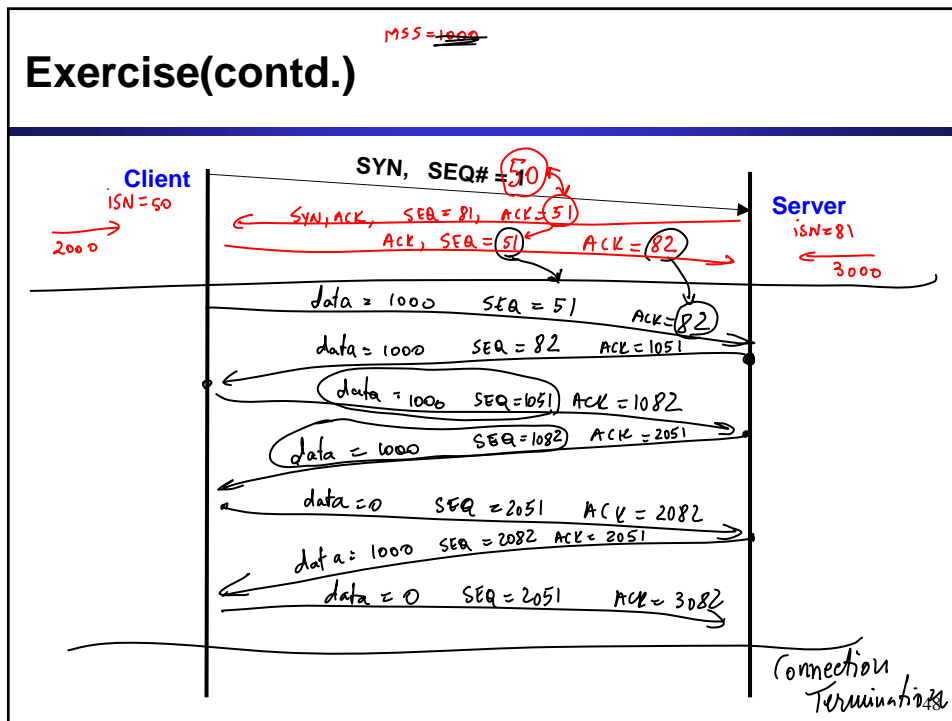 MSS = 1000
Exercise(contd.)
SYN, SEQ# = 50
Client
iSN = 50
Server
iSN=81
SYN, ACK, SEQ = 81, ACK = 51
2000
ACK, SEQ = 51 ACK = 82
3000
data = 1000 SEQ = 51 ACK = 82
data = 1000 SEQ = 82 ACK = 1051
data = 1000 SEQ = 1051 ACK = 1082
data = 1000 SEQ = 1082 ACK = 2051
data = 0 SEQ = 2051 ACK = 2082
data = 1000 SEQ = 2082 ACK = 2051
data = 0 SEQ = 2051 ACK = 3082
Connection
Termination
48